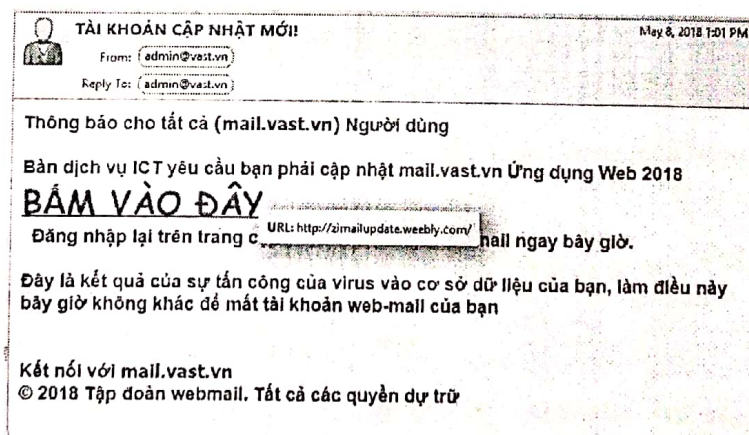 TÀI KHOẢN CẬP NHẬT MỚI!
May 8, 2018 1:01 PM
From: admin@vast.vn
Reply To: admin@vast.vn
Thông báo cho tất cả (mail.vast.vn) Người dùng
Bàn dịch vụ ICT yêu cầu bạn phải cập nhật mail.vast.vn Ứng dụng Web 2018
BẤM VÀO ĐÂY
URL: http://zimailupdate.weebly.com/
Đăng nhập lại trên trang ngay bây giờ.
Đây là kết quả của sự tấn công của virus vào cơ sở dữ liệu của bạn, làm điều này
bây giờ không khác để mất tài khoản web-mail của bạn
Kết nối với mail.vast.vn
© 2018 Tập đoàn webmail. Tất cả các quyền dự trữ